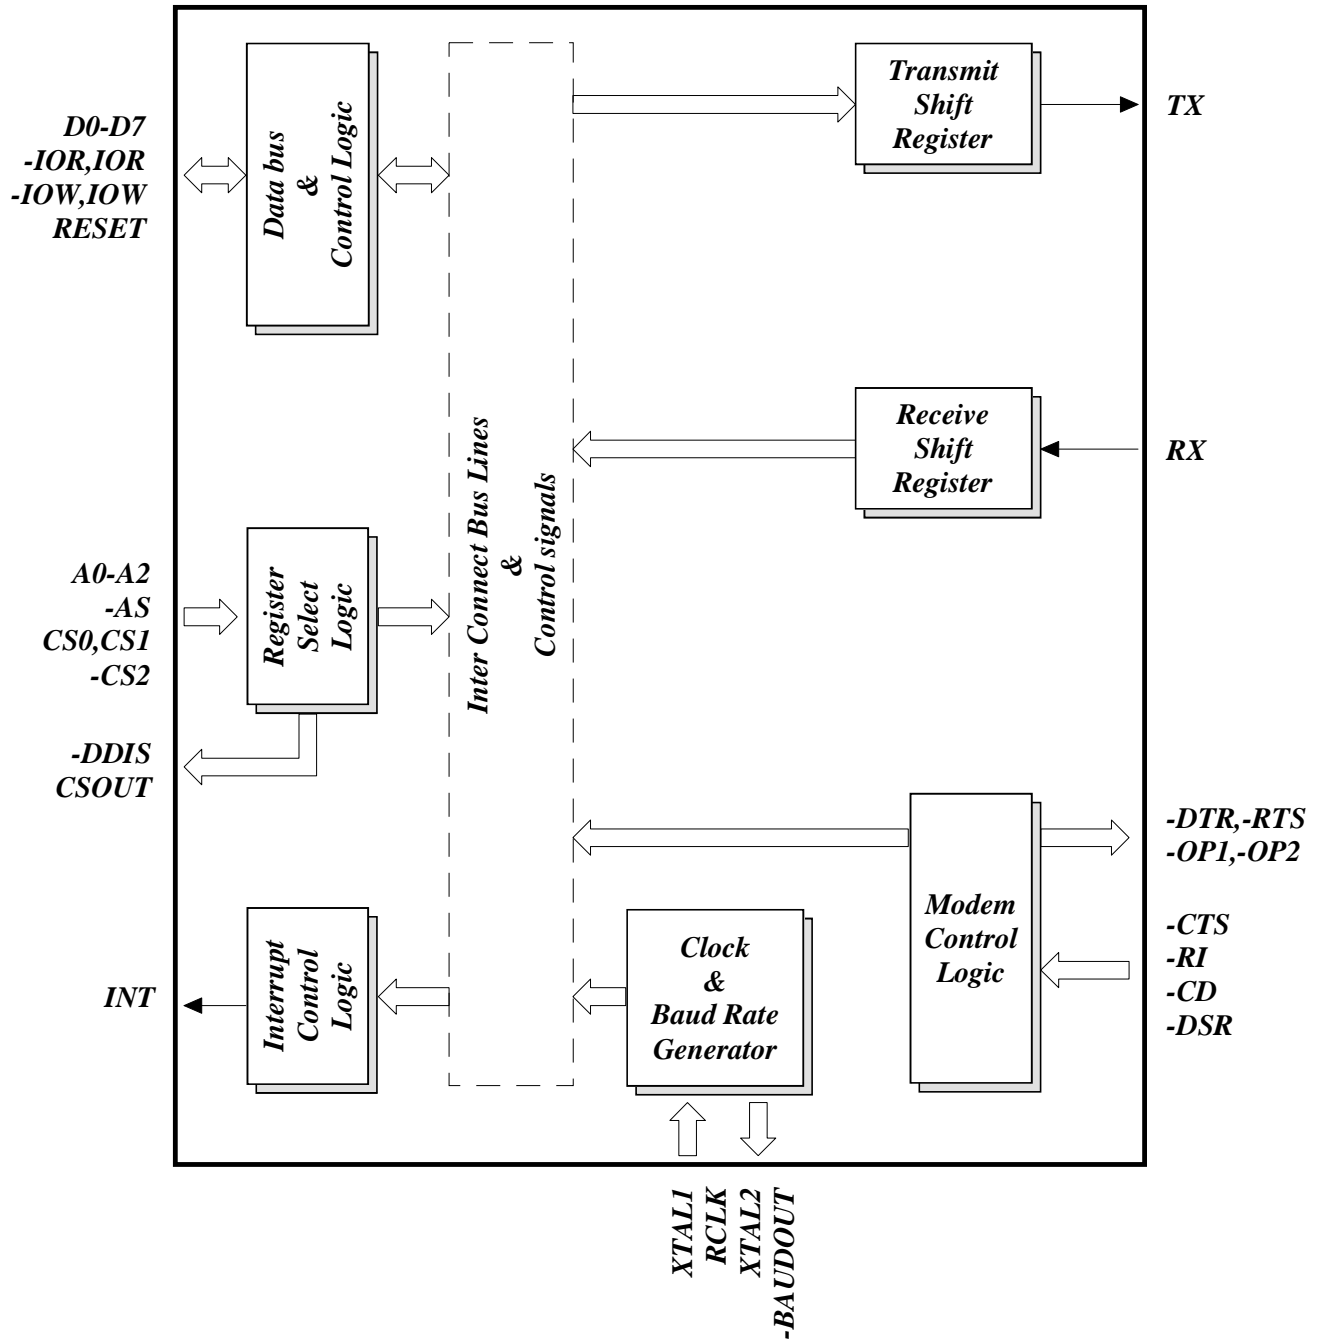 D0-D7
-IOR,IOR
-IOW,IOW
RESET
Data bus
&
Control Logic
Transmit
Shift
Register
TX
Inter Connect Bus Lines
&
Control signals
Receive
Shift
Register
RX
A0-A2
-AS
CS0,CS1
-CS2
Register
Select
Logic
-DDIS
CSOUT
Modem
Control
Logic
-DTR,-RTS
-OP1,-OP2
-CTS
-RI
-CD
-DSR
INT
Interrupt
Control
Logic
Clock
&
Baud Rate
Generator
XTAL1
RCLK
XTAL2
-BAUDOUT